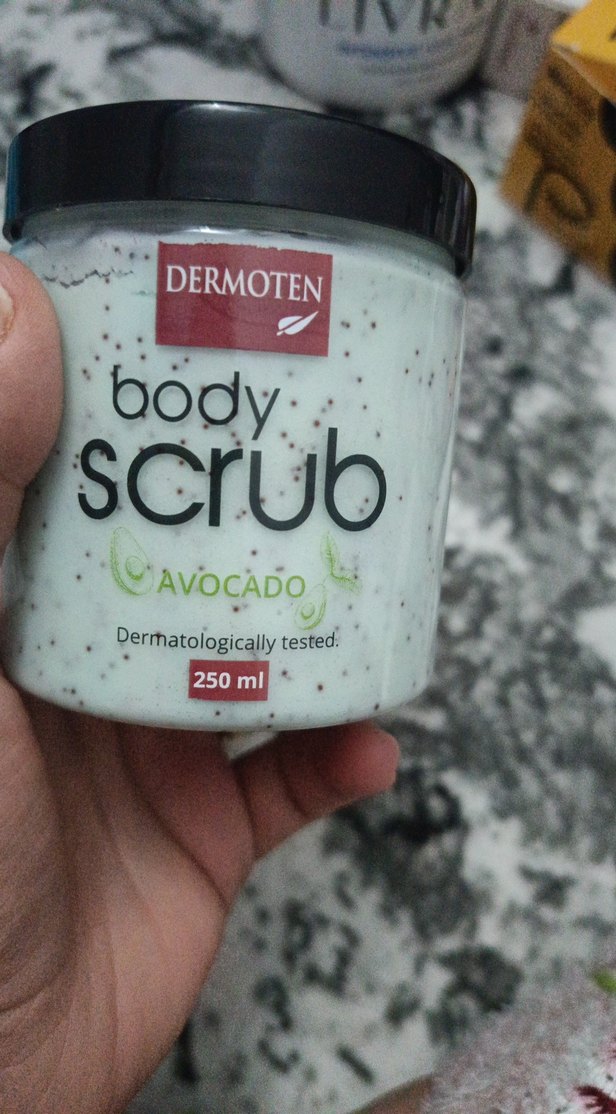 DERMOTEN
body
scrub
AVOCADO
Dermatologically tested.
250 ml